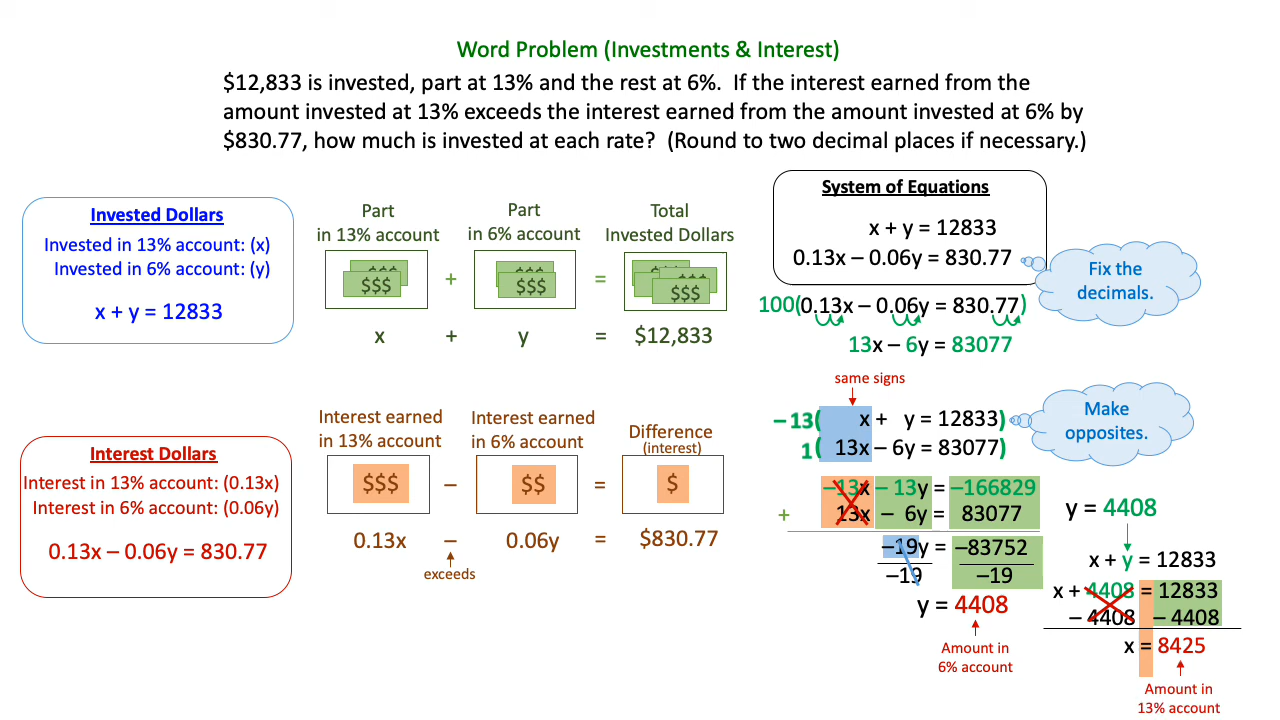 Word Problem (Investments & Interest)
$12,833 is invested, part at 13% and the rest at 6%.  If the interest earned from the
amount invested at 13% exceeds the interest earned from the amount invested at 6% by
$830.77, how much is invested at each rate?  (Round to two decimal places if necessary.)
Invested Dollars
Invested in 13% account: (x)
Invested in 6% account: (y)
x + y = 12833
Part
in 13% account
Part
in 6% account
Total
Invested Dollars
$$$
$$$
+
$$$
$$$
=
$$$
$$$
$$$
x + y = $12,833
Interest Dollars
Interest in 13% account: (0.13x)
Interest in 6% account: (0.06y)
0.13x – 0.06y = 830.77
Interest earned
in 13% account
Interest earned
in 6% account
Difference
(interest)
$$$ – $$ = $
0.13x – 0.06y = $830.77
exceeds
System of Equations
x + y = 12833
0.13x – 0.06y = 830.77
Fix the
decimals.
100(0.13x – 0.06y = 830.77)
13x – 6y = 83077
same signs
–13( x + y = 12833)
1( 13x – 6y = 83077)
Make
opposites.
–13x – 13y = –166829
+ 13x – 6y = 83077
–19y = –83752
–19 –19
y = 4408
Amount in
6% account
y = 4408
x + y = 12833
x + 4408 = 12833
– 4408 – 4408
x = 8425
Amount in
13% account